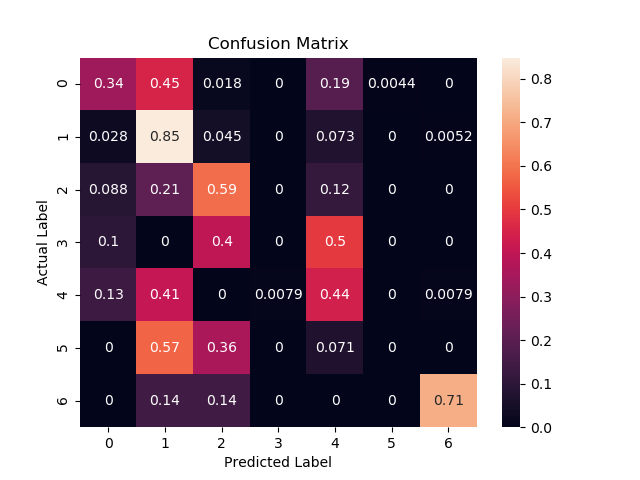 Confusion Matrix
0 0.34 0.45 0.018 0 0.19 0.0044 0
1 0.028 0.85 0.045 0 0.073 0 0.0052
2 0.088 0.21 0.59 0 0.12 0 0
3 0.1 0 0.4 0 0.5 0 0
4 0.13 0.41 0 0.0079 0.44 0 0.0079
5 0 0.57 0.36 0 0.071 0 0
6 0 0.14 0.14 0 0 0 0.71
0 1 2 3 4 5 6
Predicted Label
Actual Label
0.8
0.7
0.6
0.5
0.4
0.3
0.2
0.1
0.0